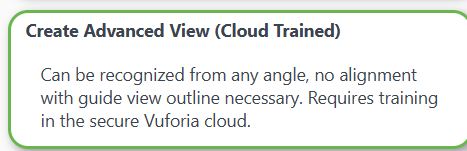 Create Advanced View (Cloud Trained)
Can be recognized from any angle, no alignment
with guide view outline necessary. Requires training
in the secure Vuforia cloud.